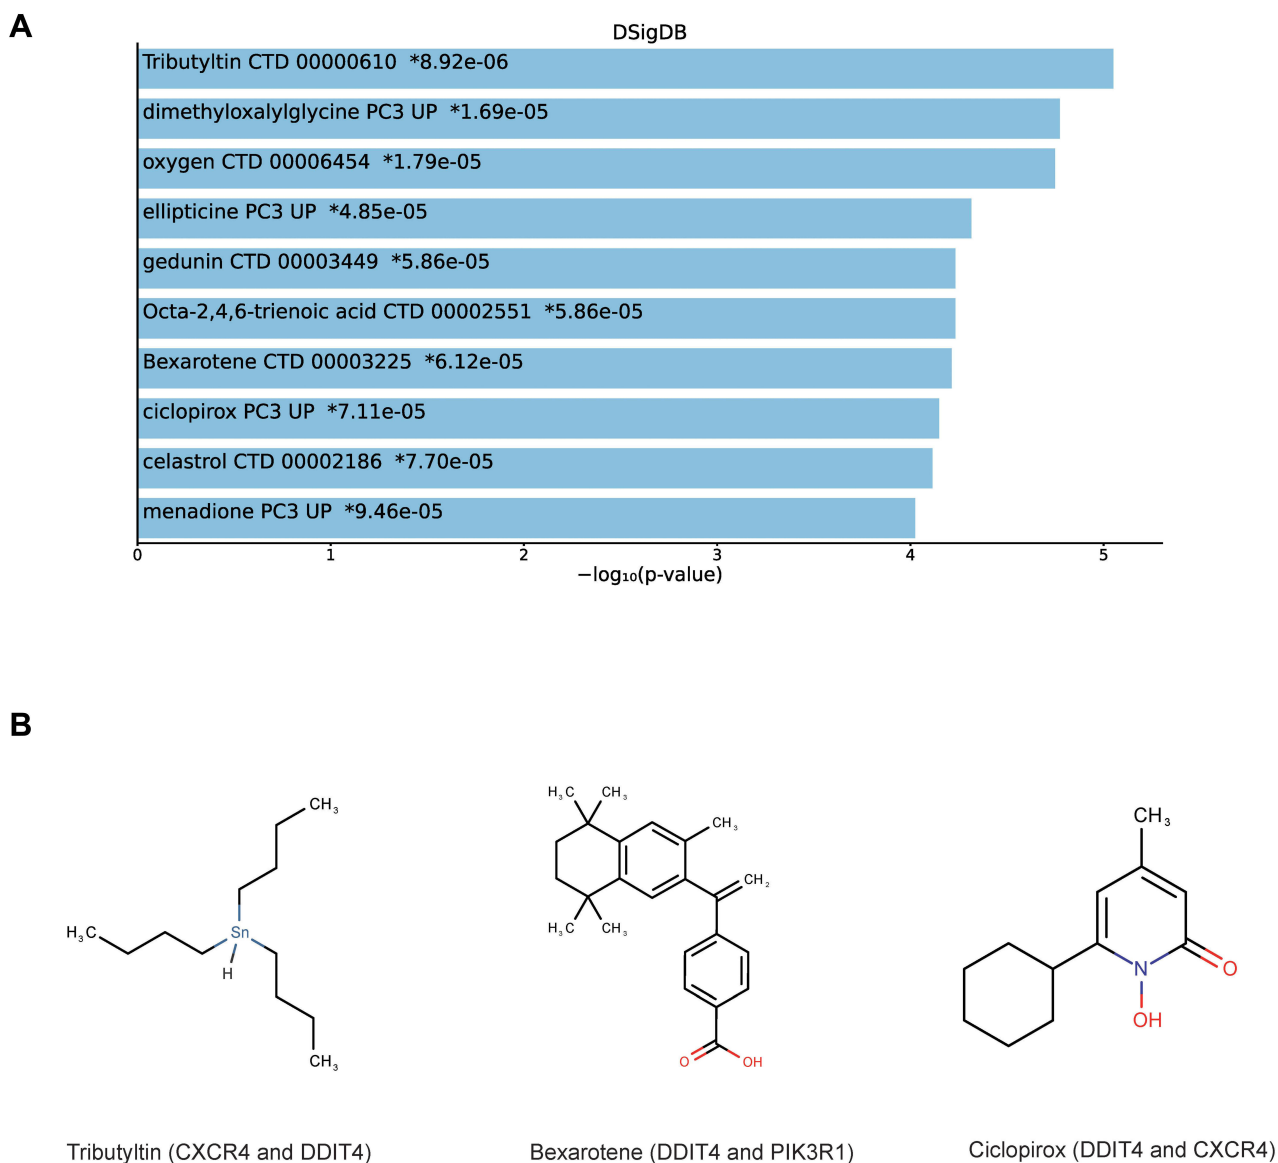 A
DSigDB
Tributyltin CTD 00000610 *8.92e-06
dimethyloxalylglycine PC3 UP *1.69e-05
oxygen CTD 00006454 *1.79e-05
ellipticine PC3 UP *4.85e-05
gedunin CTD 00003449 *5.86e-05
Octa-2,4,6-trienoic acid CTD 00002551 *5.86e-05
Bexarotene CTD 00003225 *6.12e-05
ciclopirox PC3 UP *7.11e-05
celastrol CTD 00002186 *7.70e-05
menadione PC3 UP *9.46e-05
0 1 2 3 4 5
−log₁₀(p-value)
B
CH₃
H₃C
Sn
H
CH₃
H₃C CH₃
CH₃
CH₂
H₃C CH₃
O OH
CH₃
N O
OH
Tributyltin (CXCR4 and DDIT4)
Bexarotene (DDIT4 and PIK3R1)
Ciclopirox (DDIT4 and CXCR4)